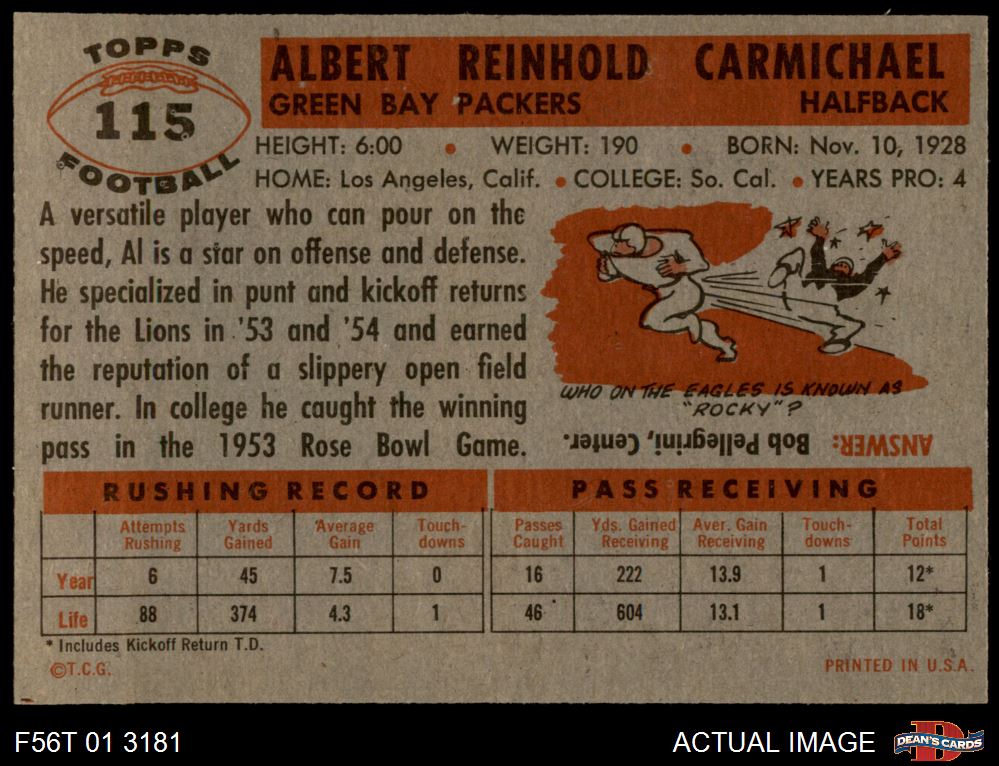 TOPPS
115
FOOTBALL
ALBERT REINHOLD CARMICHAEL
GREEN BAY PACKERS HALFBACK
HEIGHT: 6:00 • WEIGHT: 190 • BORN: Nov. 10, 1928
HOME: Los Angeles, Calif. • COLLEGE: So. Cal. • YEARS PRO: 4
A versatile player who can pour on the
speed, Al is a star on offense and defense.
He specialized in punt and kickoff returns
for the Lions in '53 and '54 and earned
the reputation of a slippery open field
runner. In college he caught the winning
pass in the 1953 Rose Bowl Game.
WHO ON THE EAGLES IS KNOWN AS
"ROCKY"?
ANSWER: Bob Pellegrini, Center.
RUSHING RECORD PASS RECEIVING
Attempts Rushing Yards Gained Average Gain Touch-downs Passes Caught Yds. Gained Receiving Aver. Gain Receiving Touch-downs Total Points
Year 6 45 7.5 0 16 222 13.9 1 12*
Life 88 374 4.3 1 46 604 13.1 1 18*
* Includes Kickoff Return T.D.
©T.C.G. PRINTED IN U.S.A.
F56T 01 3181 ACTUAL IMAGE DEAN'S CARDS